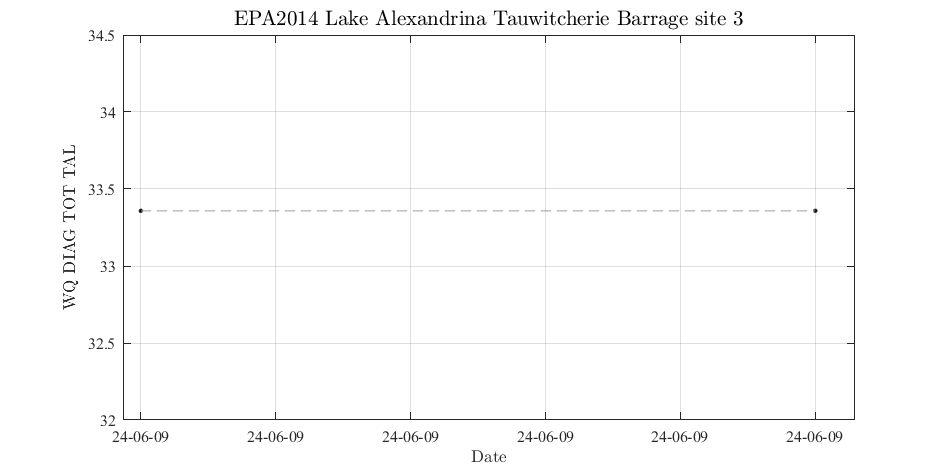 EPA2014 Lake Alexandrina Tauwitcherie Barrage site 3
34.5
34
33.5
33
32.5
32
WQ DIAG TOT TAL
24-06-09 24-06-09 24-06-09 24-06-09 24-06-09 24-06-09
Date